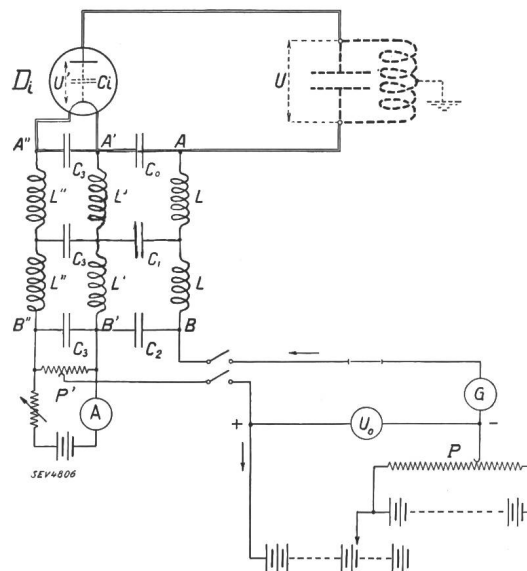 Di
U'
Ci
U
A"
A'
A
C3
C0
L"
L'
L
C3
C1
L"
L'
L
B"
B'
B
C3
C2
P'
A
G
+
U0
-
P
SEV4806